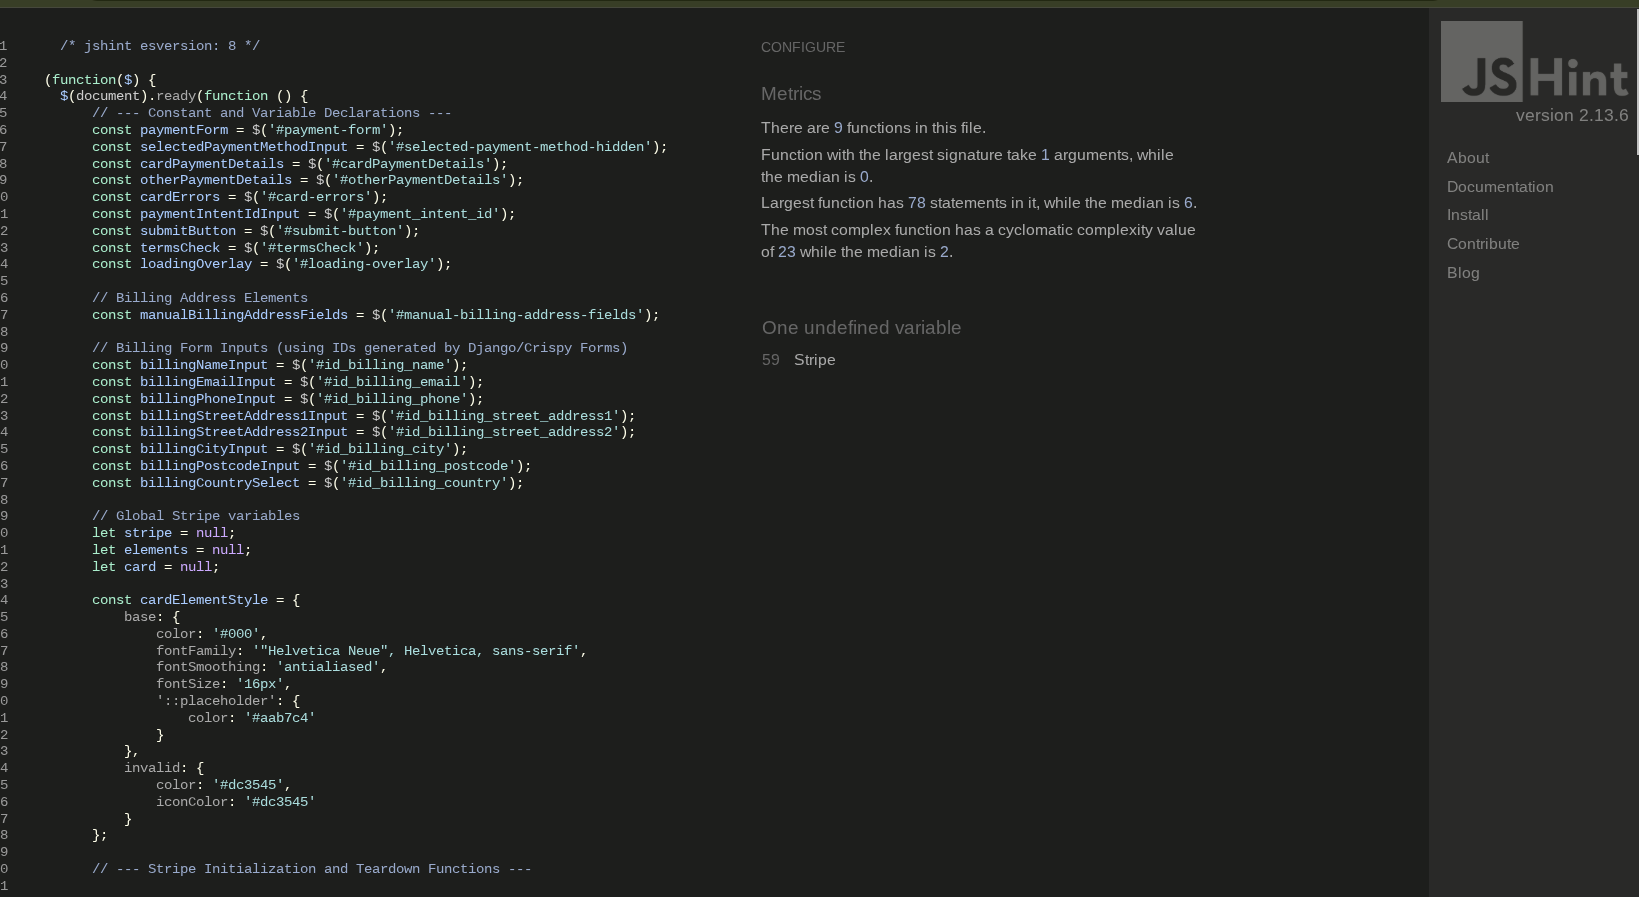 1 /* jshint esversion: 8 */
2
3 (function($) {
4 $(document).ready(function () {
5 // --- Constant and Variable Declarations ---
6 const paymentForm = $('#payment-form');
7 const selectedPaymentMethodInput = $('#selected-payment-method-hidden');
8 const cardPaymentDetails = $('#cardPaymentDetails');
9 const otherPaymentDetails = $('#otherPaymentDetails');
0 const cardErrors = $('#card-errors');
1 const paymentIntentIdInput = $('#payment_intent_id');
2 const submitButton = $('#submit-button');
3 const termsCheck = $('#termsCheck');
4 const loadingOverlay = $('#loading-overlay');
5
6 // Billing Address Elements
7 const manualBillingAddressFields = $('#manual-billing-address-fields');
8
9 // Billing Form Inputs (using IDs generated by Django/Crispy Forms)
0 const billingNameInput = $('#id_billing_name');
1 const billingEmailInput = $('#id_billing_email');
2 const billingPhoneInput = $('#id_billing_phone');
3 const billingStreetAddress1Input = $('#id_billing_street_address1');
4 const billingStreetAddress2Input = $('#id_billing_street_address2');
5 const billingCityInput = $('#id_billing_city');
6 const billingPostcodeInput = $('#id_billing_postcode');
7 const billingCountrySelect = $('#id_billing_country');
8
9 // Global Stripe variables
0 let stripe = null;
1 let elements = null;
2 let card = null;
3
4 const cardElementStyle = {
5 base: {
6 color: '#000',
7 fontFamily: '"Helvetica Neue", Helvetica, sans-serif',
8 fontSmoothing: 'antialiased',
9 fontSize: '16px',
0 '::placeholder': {
1 color: '#aab7c4'
2 }
3 },
4 invalid: {
5 color: '#dc3545',
6 iconColor: '#dc3545'
7 }
8 };
9
0 // --- Stripe Initialization and Teardown Functions ---
1
CONFIGURE
Metrics
There are 9 functions in this file.
Function with the largest signature take 1 arguments, while
the median is 0.
Largest function has 78 statements in it, while the median is 6.
The most complex function has a cyclomatic complexity value
of 23 while the median is 2.
One undefined variable
59 Stripe
JSHint
version 2.13.6
About
Documentation
Install
Contribute
Blog